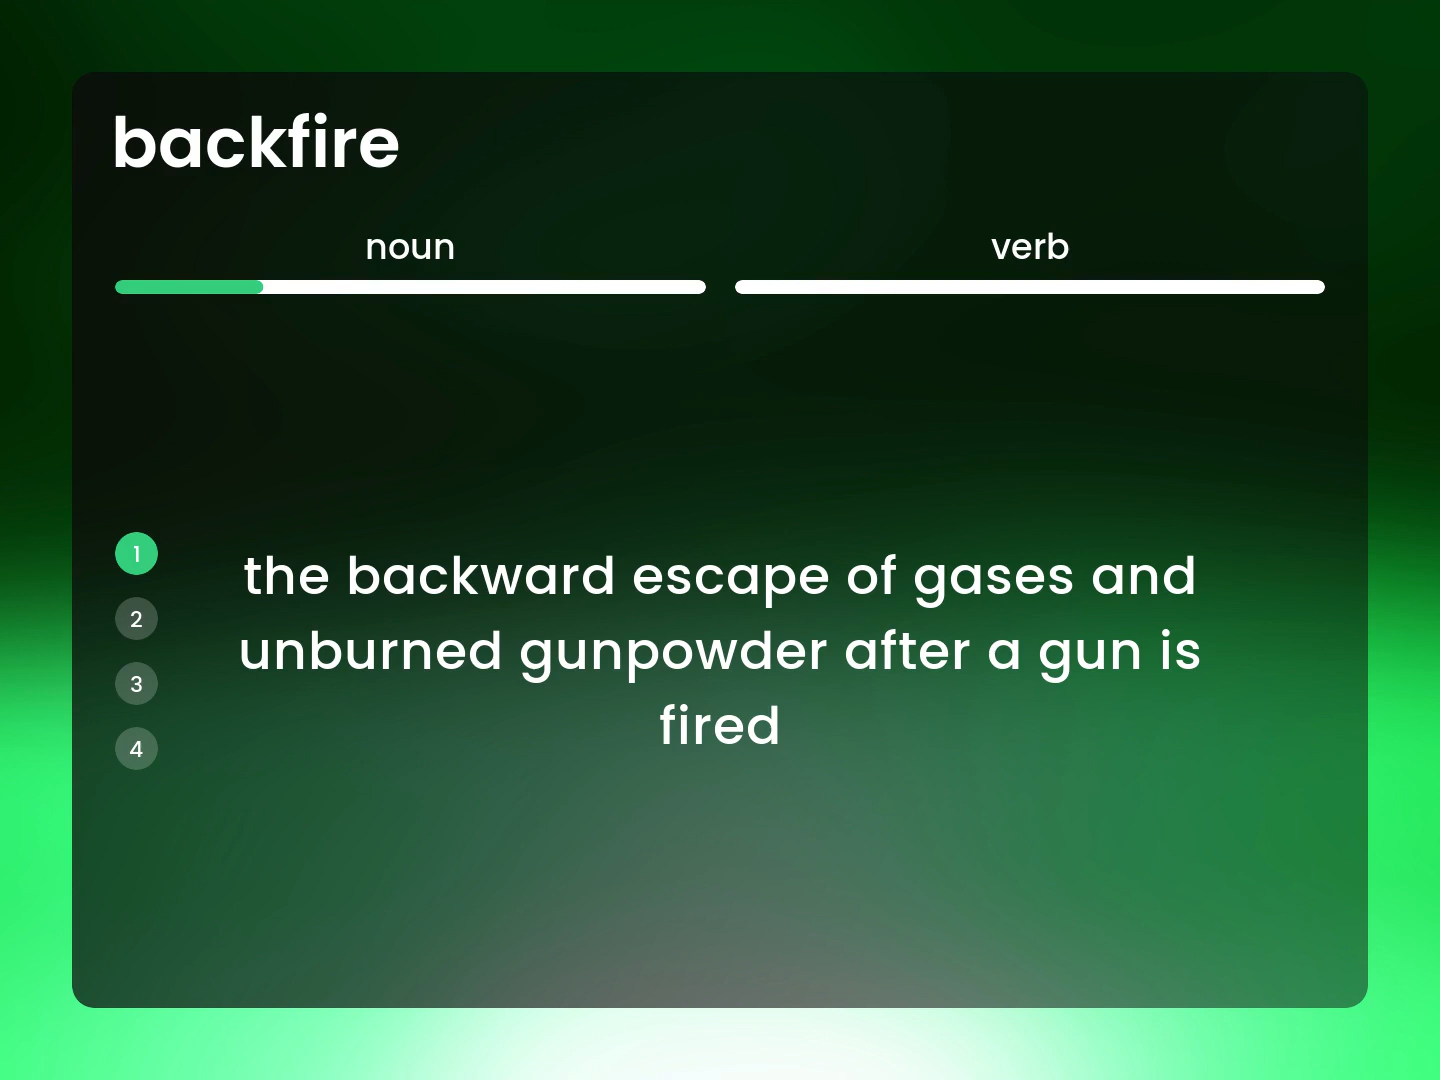 backfire
noun
verb
1
2
3
4
the backward escape of gases and
unburned gunpowder after a gun is
fired